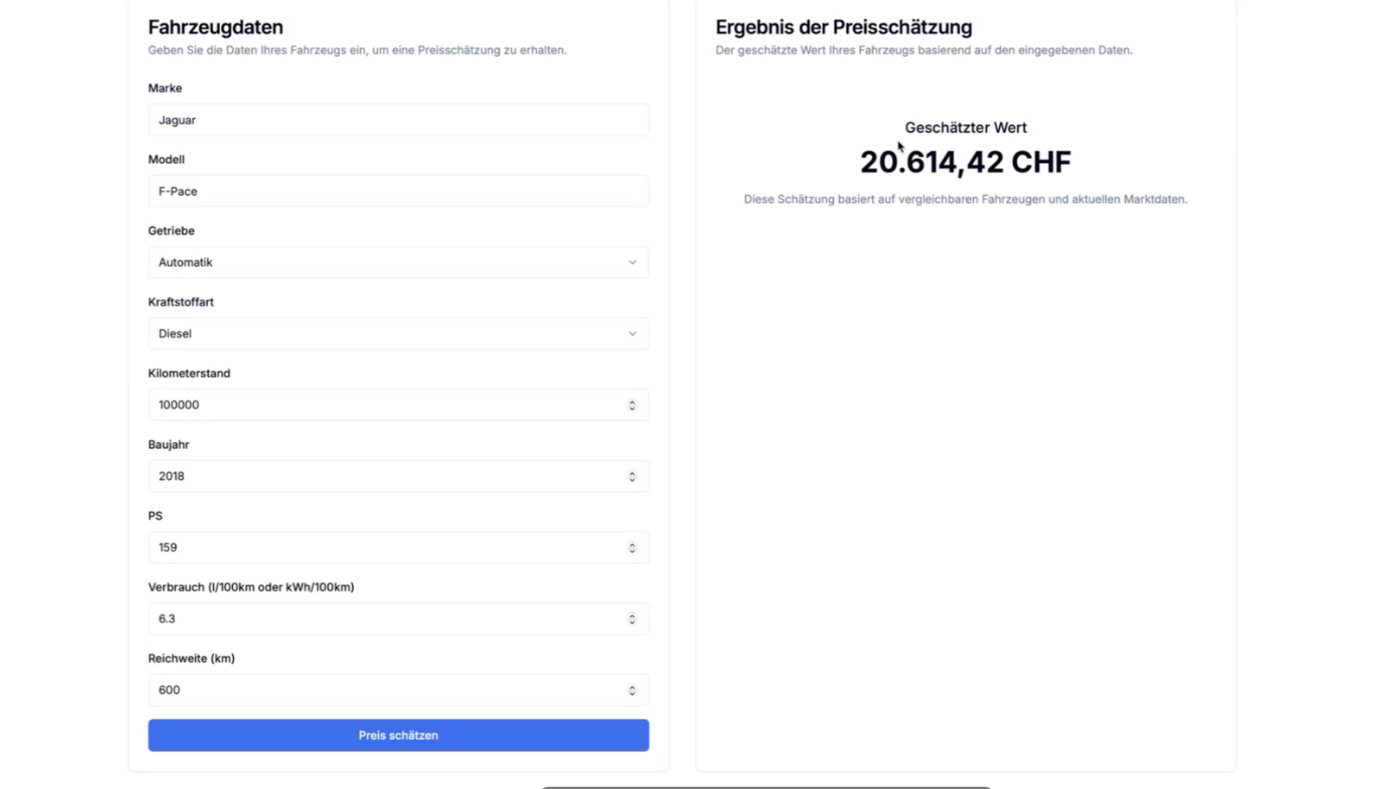 Fahrzeugdaten
Geben Sie die Daten Ihres Fahrzeugs ein, um eine Preisschätzung zu erhalten.
Marke
Jaguar
Modell
F-Pace
Getriebe
Automatik
Kraftstoffart
Diesel
Kilometerstand
100000
Baujahr
2018
PS
159
Verbrauch (l/100km oder kWh/100km)
6.3
Reichweite (km)
600
Preis schätzen
Ergebnis der Preisschätzung
Der geschätzte Wert Ihres Fahrzeugs basierend auf den eingegebenen Daten.
Geschätzter Wert
20.614,42 CHF
Diese Schätzung basiert auf vergleichbaren Fahrzeugen und aktuellen Marktdaten.